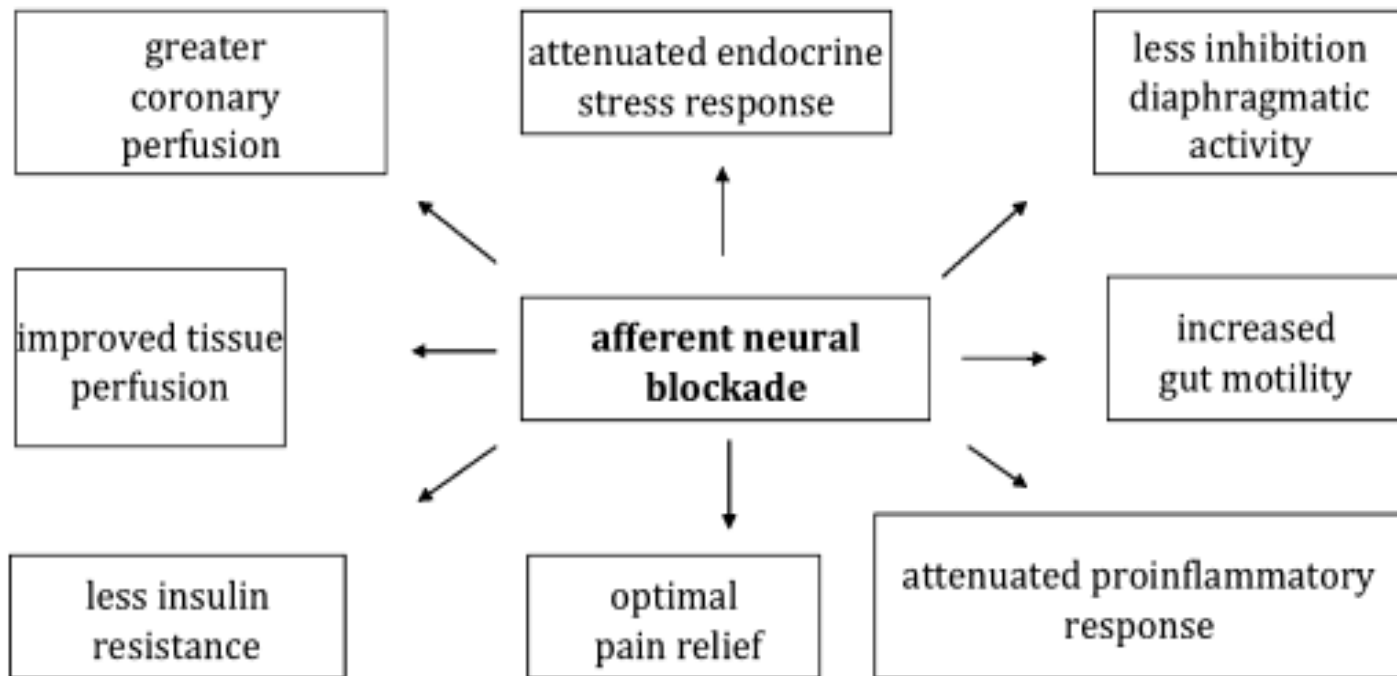 greater
coronary
perfusion
attenuated endocrine
stress response
less inhibition
diaphragmatic
activity
improved tissue
perfusion
afferent neural
blockade
increased
gut motility
less insulin
resistance
optimal
pain relief
attenuated proinflammatory
response